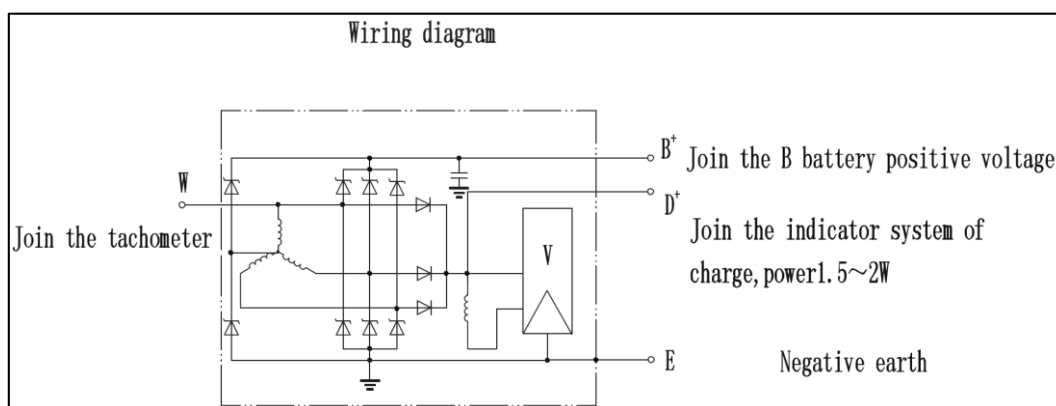 Wiring diagram
B+ Join the B battery positive voltage
W
D+
Join the tachometer
Join the indicator system of
charge,power1.5~2W
V
E Negative earth